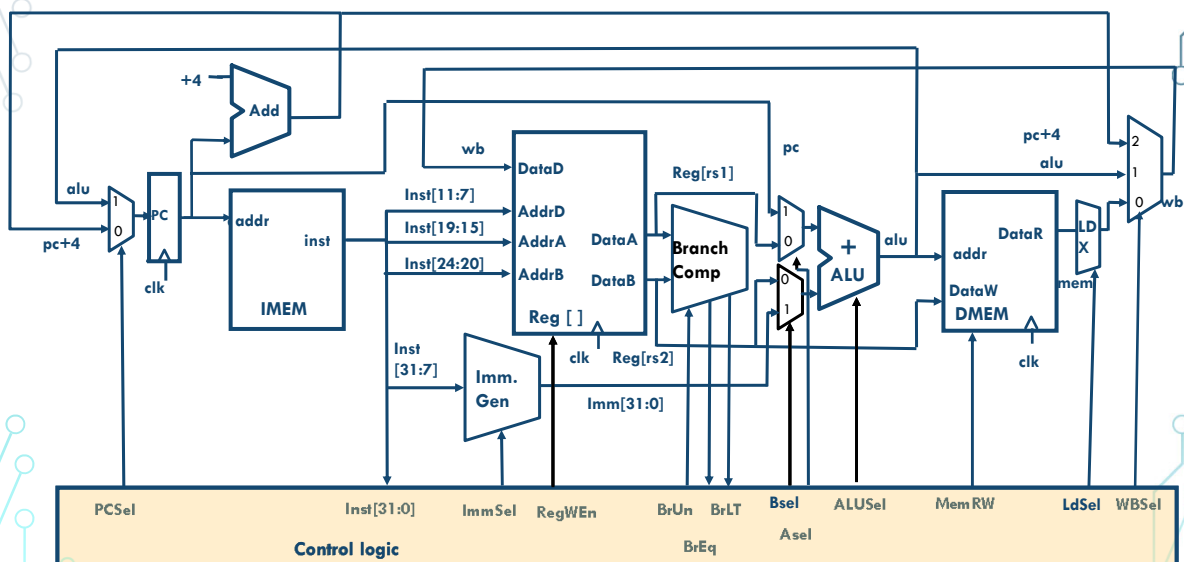 +4
Add
wb
pc
pc+4
2
alu
1
0
wb
alu
1
PC
0
pc+4
clk
addr
inst
IMEM
Inst[11:7]
Inst[19:15]
Inst[24:20]
DataD
AddrD
AddrA
AddrB
DataA
DataB
Reg [ ]
clk
Reg[rs1]
Reg[rs2]
Branch
Comp
1
0
0
1
+
ALU
alu
addr
DataR
DataW
DMEM
clk
LD
X
mem
Inst
[31:7]
Imm.
Gen
Imm[31:0]
PCSel
Inst[31:0]
ImmSel
RegWEn
BrUn
BrEq
BrLT
Bsel
Asel
ALUSel
MemRW
LdSel
WBSel
Control logic